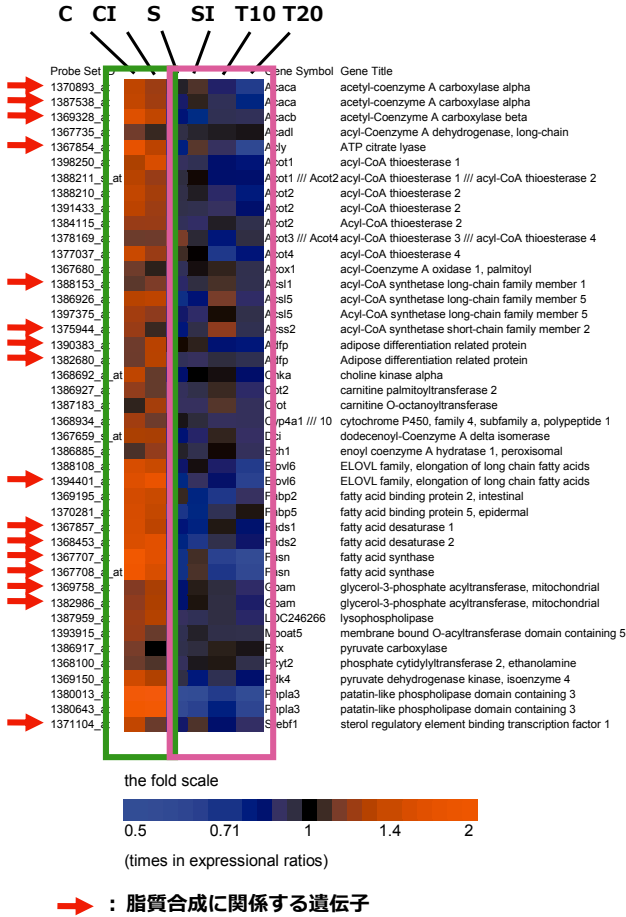 C CI S SI T10 T20
Probe Set ID Gene Symbol Gene Title
1370893_at Acaca acetyl-coenzyme A carboxylase alpha
1387538_at Acaca acetyl-coenzyme A carboxylase alpha
1369328_at Acacb acetyl-Coenzyme A carboxylase beta
1367735_at Acadl acyl-Coenzyme A dehydrogenase, long-chain
1367854_at Acly ATP citrate lyase
1398250_at Acot1 acyl-CoA thioesterase 1
1388211_s_at Acot1 /// Acot2 acyl-CoA thioesterase 1 /// acyl-CoA thioesterase 2
1388210_at Acot2 acyl-CoA thioesterase 2
1391433_at Acot2 acyl-CoA thioesterase 2
1384115_at Acot2 Acyl-CoA thioesterase 2
1378169_at Acot3 /// Acot4 acyl-CoA thioesterase 3 /// acyl-CoA thioesterase 4
1377037_at Acot4 acyl-CoA thioesterase 4
1367680_at Acox1 acyl-Coenzyme A oxidase 1, palmitoyl
1388153_at Acsl1 acyl-CoA synthetase long-chain family member 1
1386926_at Acsl5 acyl-CoA synthetase long-chain family member 5
1397375_at Acsl5 Acyl-CoA synthetase long-chain family member 5
1375944_at Acss2 acyl-CoA synthetase short-chain family member 2
1390383_at Adfp adipose differentiation related protein
1382680_at Adfp Adipose differentiation related protein
1368692_a_at Chka choline kinase alpha
1386927_at Cpt2 carnitine palmitoyltransferase 2
1387183_at Crot carnitine O-octanoyltransferase
1368934_at Cyp4a1 /// 10 cytochrome P450, family 4, subfamily a, polypeptide 1
1367659_s_at Dci dodecenoyl-Coenzyme A delta isomerase
1386885_at Ech1 enoyl coenzyme A hydratase 1, peroxisomal
1388108_at Elovl6 ELOVL family, elongation of long chain fatty acids
1394401_at Elovl6 ELOVL family, elongation of long chain fatty acids
1369195_at Fabp2 fatty acid binding protein 2, intestinal
1370281_at Fabp5 fatty acid binding protein 5, epidermal
1367857_at Fads1 fatty acid desaturase 1
1368453_at Fads2 fatty acid desaturase 2
1367707_at Fasn fatty acid synthase
1367708_a_at Fasn fatty acid synthase
1369758_at Gpam glycerol-3-phosphate acyltransferase, mitochondrial
1382986_at Gpam glycerol-3-phosphate acyltransferase, mitochondrial
1387959_at LOC246266 lysophospholipase
1393915_at Mboat5 membrane bound O-acyltransferase domain containing 5
1386917_at Pcx pyruvate carboxylase
1368100_at Pcyt2 phosphate cytidylyltransferase 2, ethanolamine
1369150_at Pdk4 pyruvate dehydrogenase kinase, isoenzyme 4
1380013_at Pnpla3 patatin-like phospholipase domain containing 3
1380643_at Pnpla3 patatin-like phospholipase domain containing 3
1371104_at Srebf1 sterol regulatory element binding transcription factor 1
the fold scale
0.5 0.71 1 1.4 2
(times in expressional ratios)
：脂質合成に関係する遺伝子